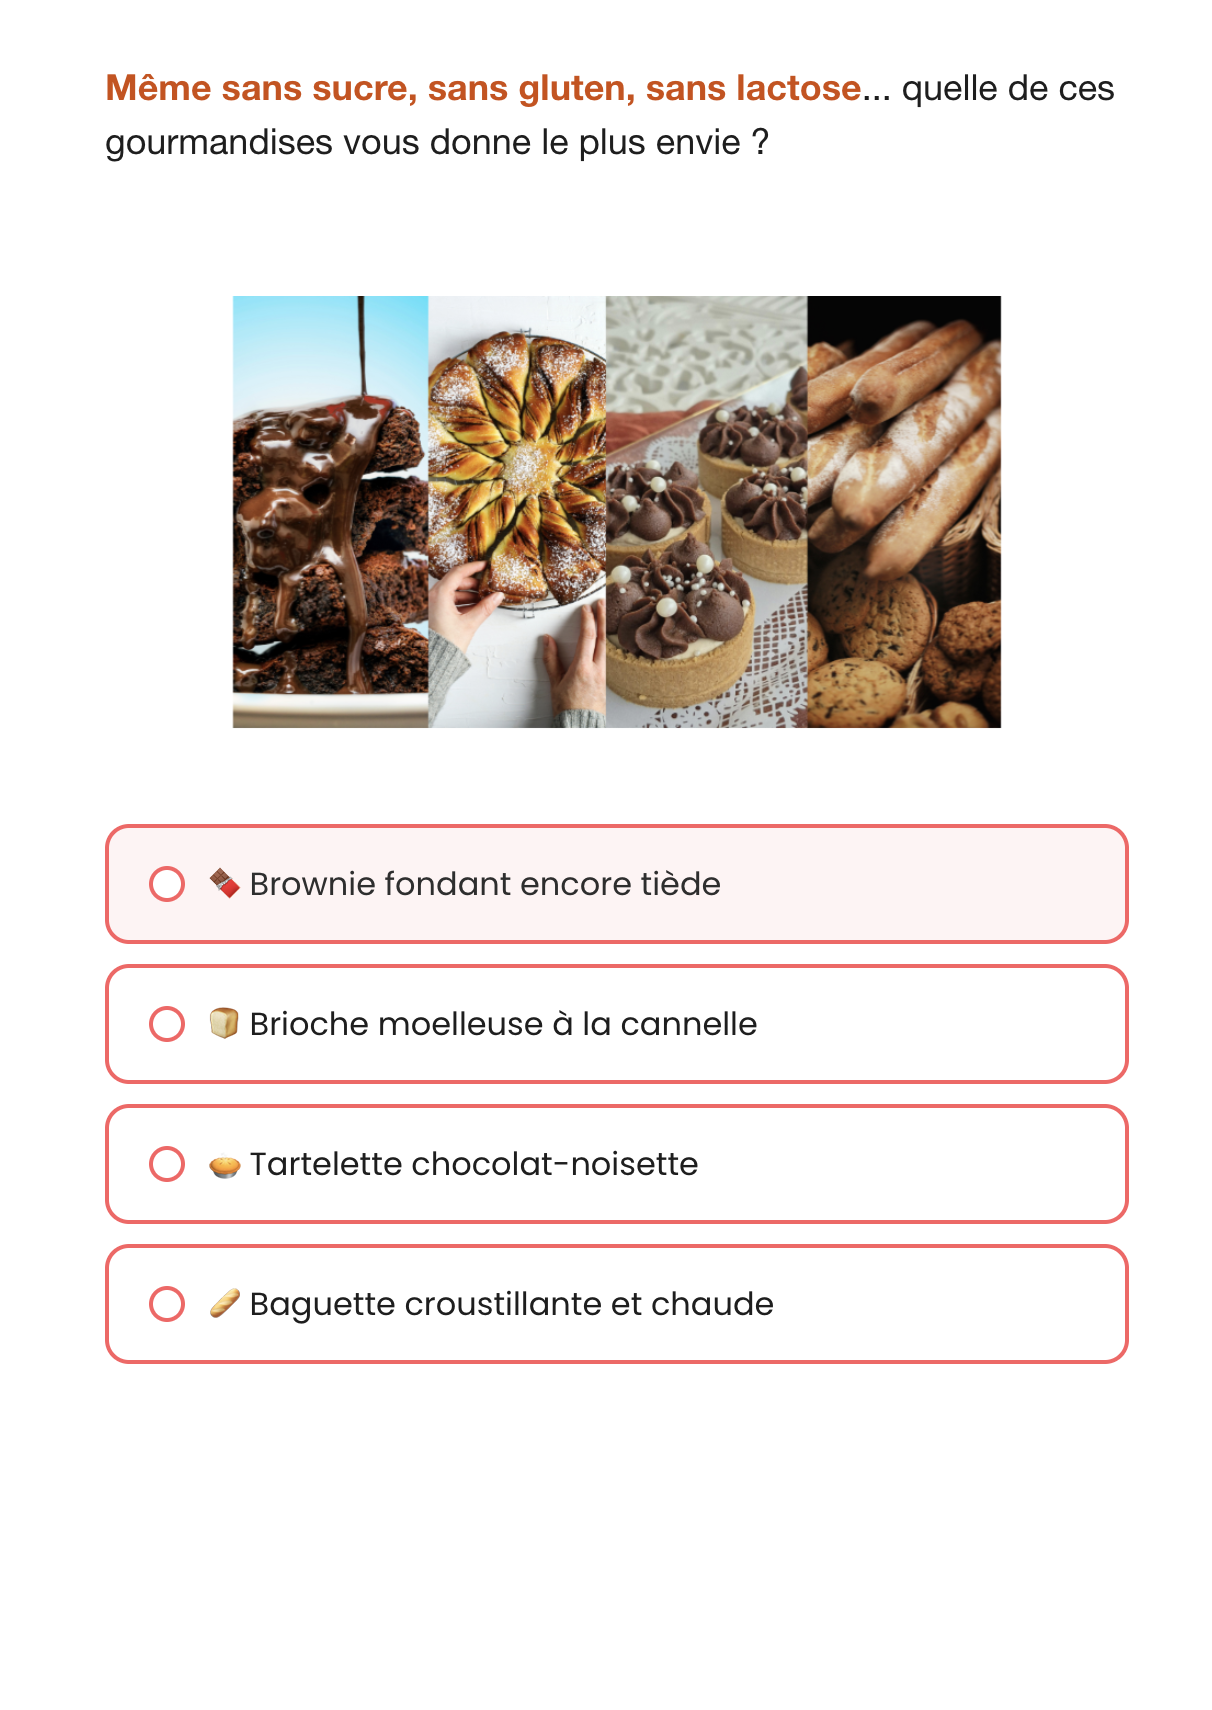 Même sans sucre, sans gluten, sans lactose... quelle de ces
gourmandises vous donne le plus envie ?
🍫 Brownie fondant encore tiède
🍞 Brioche moelleuse à la cannelle
🥧 Tartelette chocolat-noisette
🥖 Baguette croustillante et chaude